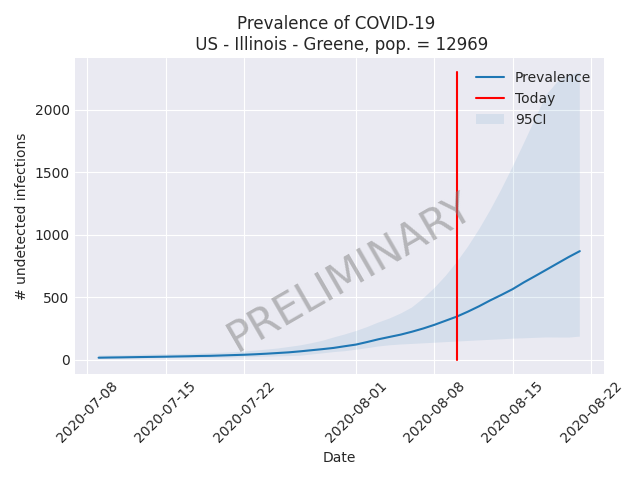 Prevalence of COVID-19
US - Illinois - Greene, pop. = 12969
Prevalence
Today
95CI
2000
1500
1000
500
0
# undetected infections
PRELIMINARY
2020-07-08
2020-07-15
2020-07-22
2020-08-01
2020-08-08
2020-08-15
2020-08-22
Date